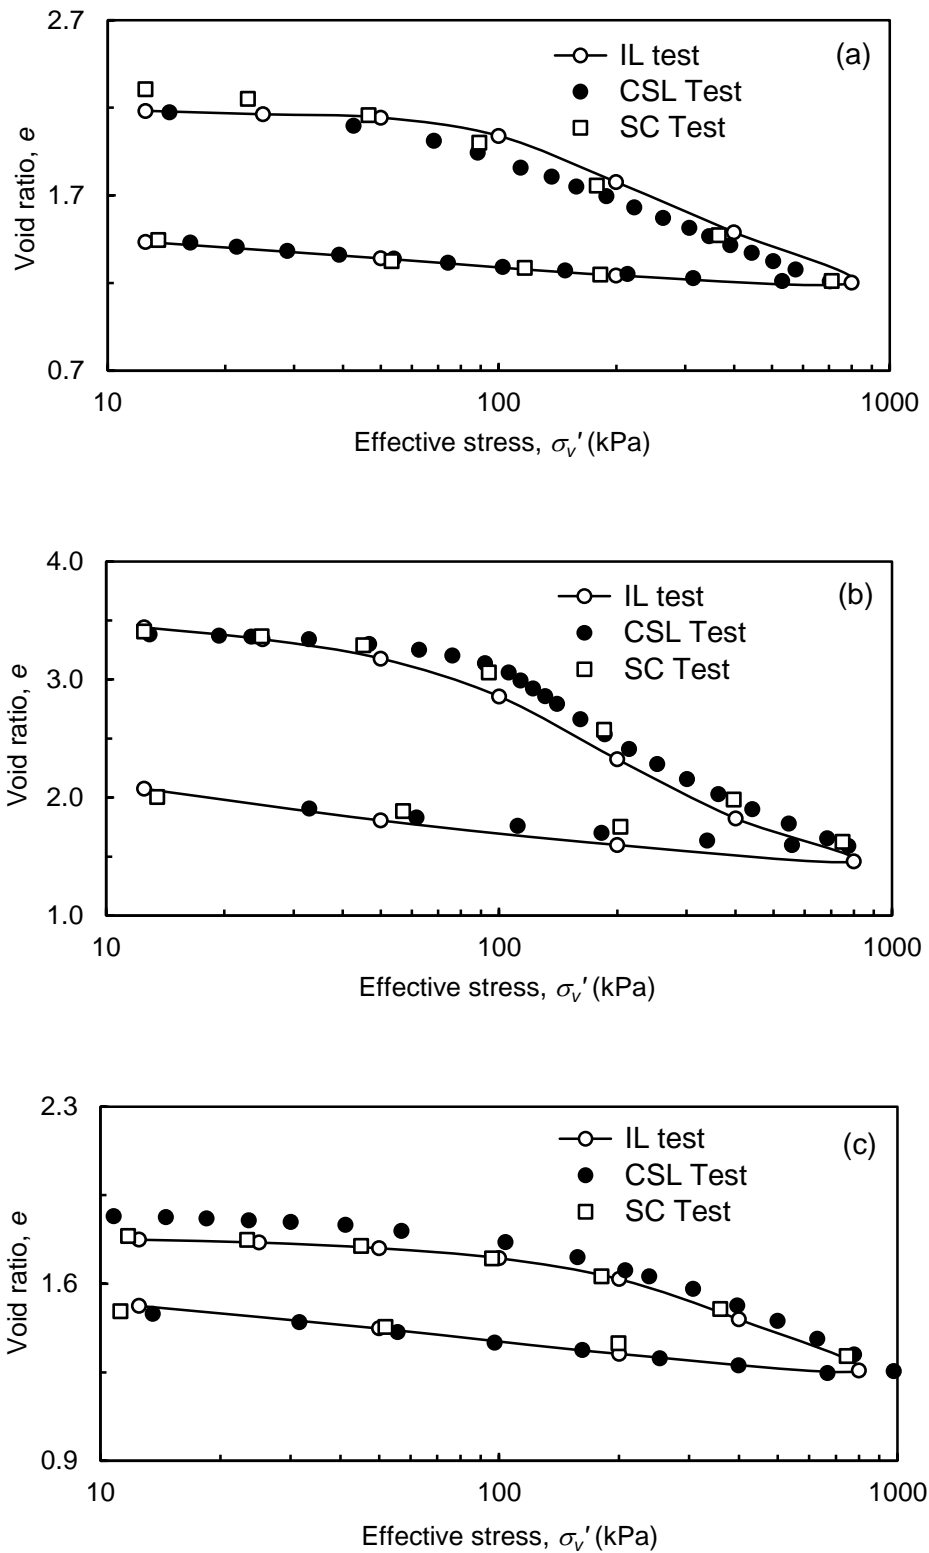 2.7
IL test
(a)
CSL Test
SC Test
Void ratio, e
1.7
0.7
10
100
1000
Effective stress, σv′ (kPa)
4.0
IL test
(b)
CSL Test
SC Test
3.0
Void ratio, e
2.0
1.0
10
100
1000
Effective stress, σv′ (kPa)
2.3
IL test
(c)
CSL Test
SC Test
Void ratio, e
1.6
0.9
10
100
1000
Effective stress, σv′ (kPa)